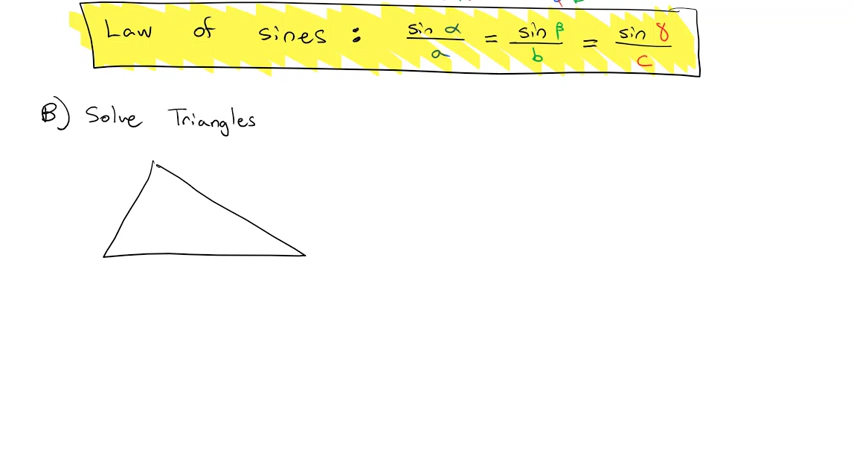 Law of sines : sin α / a = sin β / b = sin γ / c
B) Solve Triangles